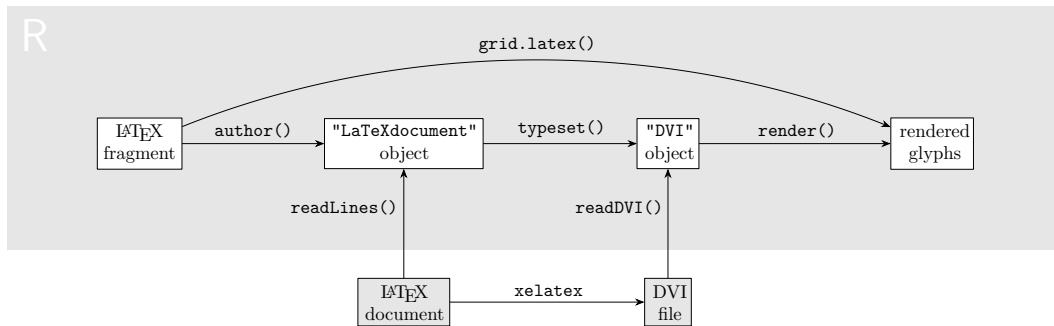 R
grid.latex()
LATEX
fragment
author()
"LaTeXdocument"
object
typeset()
"DVI"
object
render()
rendered
glyphs
readLines()
readDVI()
LATEX
document
xelatex
DVI
file